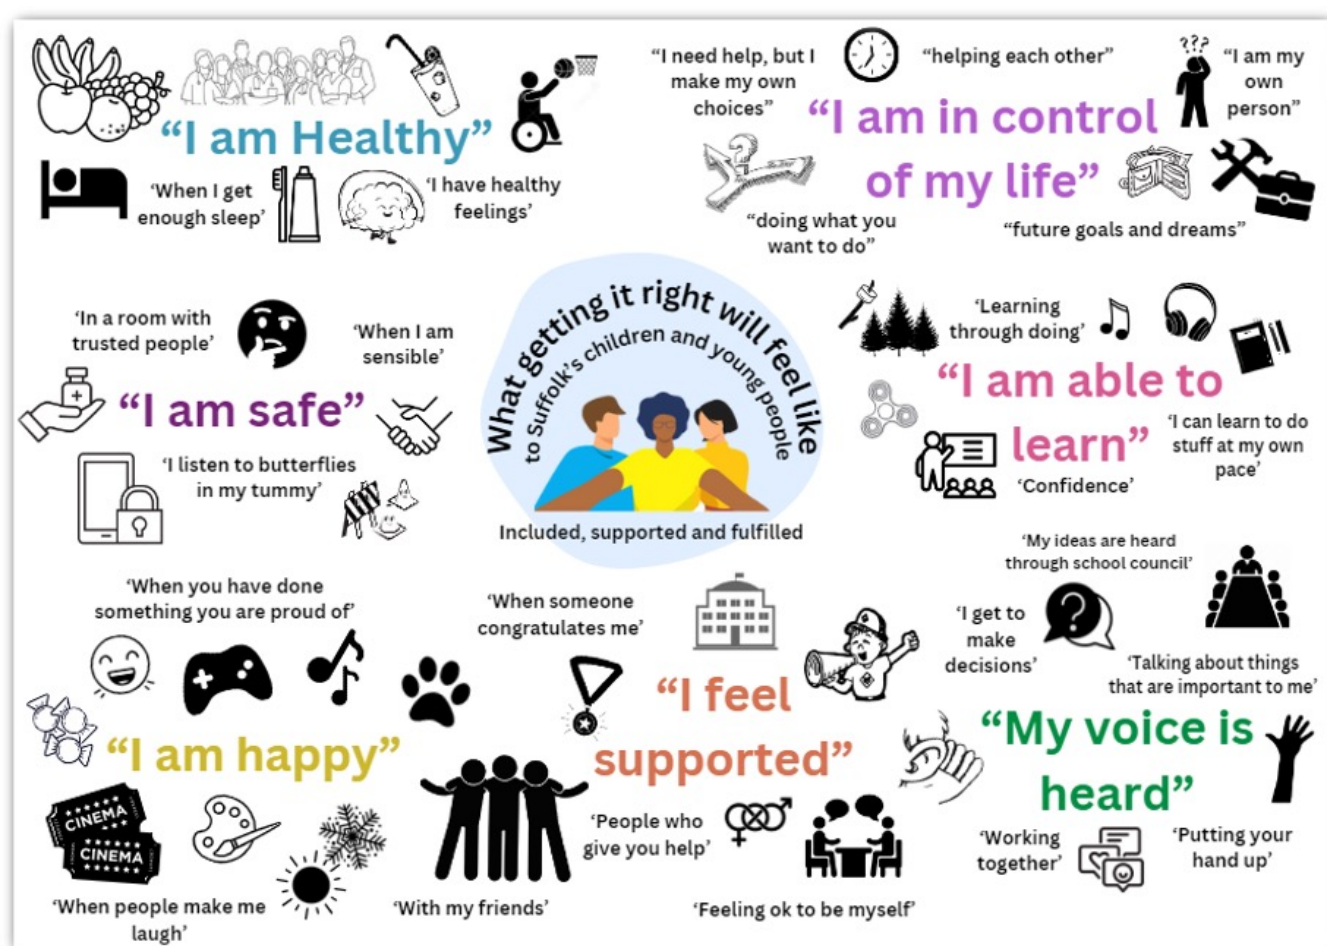 “I am Healthy”
‘When I get
enough sleep’
‘I have healthy
feelings’
“I need help, but I
make my own
choices”
“helping each other”
“I am my
own
person”
“I am in control
of my life”
“doing what you
want to do”
“future goals and dreams”
‘In a room with
trusted people’
‘When I am
sensible’
“I am safe”
‘I listen to butterflies
in my tummy’
What getting it right will feel like
to Suffolk’s children and young people
Included, supported and fulfilled
‘Learning
through doing’
“I am able to
learn”
‘I can learn to do
stuff at my own
pace’
‘Confidence’
‘When you have done
something you are proud of’
“I am happy”
CINEMA
CINEMA
‘When people make me
laugh’
‘With my friends’
‘When someone
congratulates me’
“I feel
supported”
‘People who
give you help’
‘Feeling ok to be myself’
‘My ideas are heard
through school council’
‘I get to
make
decisions’
‘Talking about things
that are important to me’
“My voice is
heard”
‘Working
together’
‘Putting your
hand up’